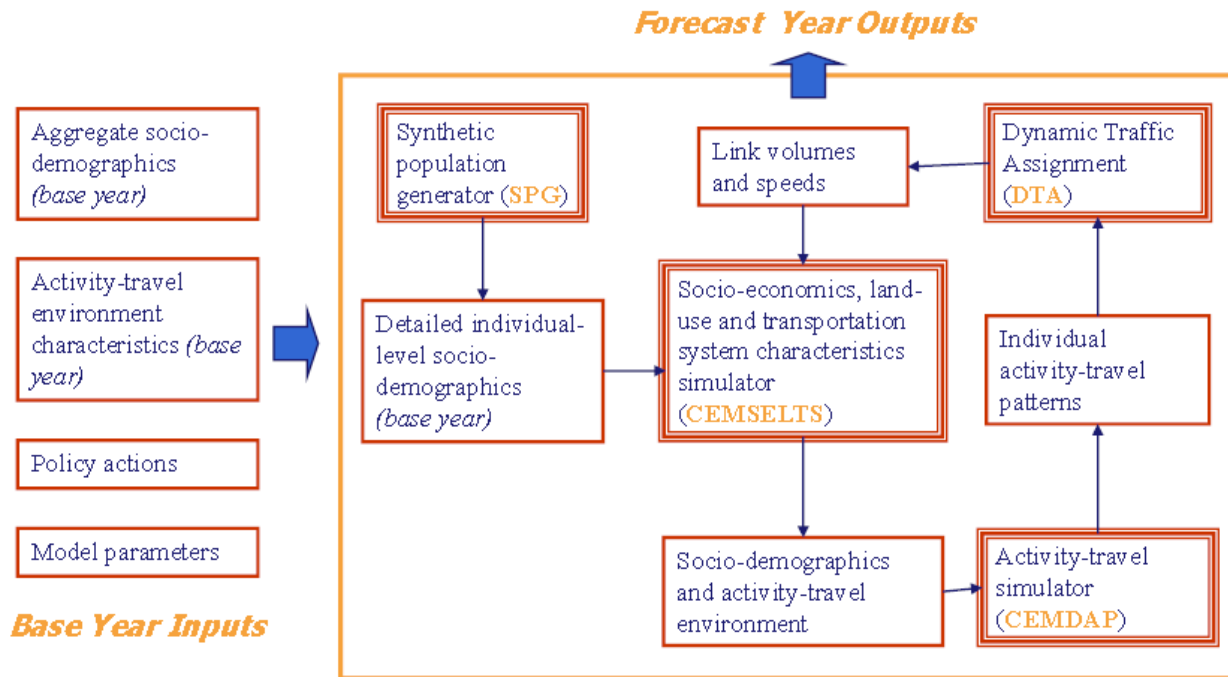 Forecast Year Outputs
Aggregate socio-
demographics
(base year)
Activity-travel
environment
characteristics (base
year)
Policy actions
Model parameters
Base Year Inputs
Synthetic
population
generator (SPG)
Detailed individual-
level socio-
demographics
(base year)
Link volumes
and speeds
Socio-economics, land-
use and transportation
system characteristics
simulator
(CEMSELTS)
Socio-demographics
and activity-travel
environment
Dynamic Traffic
Assignment
(DTA)
Individual
activity-travel
patterns
Activity-travel
simulator
(CEMDAP)